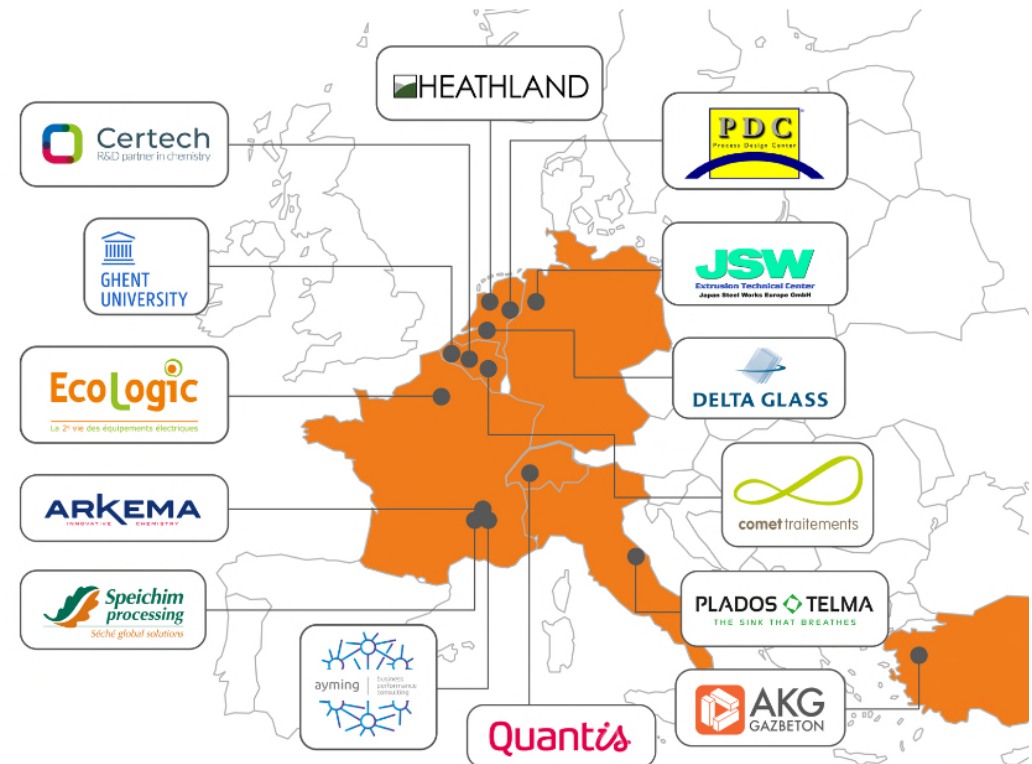 HEATHLAND
Certech
R&D partner in chemistry
PDC
Process Design Center
GHENT
UNIVERSITY
JSW
Extrusion Technical Center
Japan Steel Works Europe GmbH
EcoLogic
La 2e vie des équipements électriques
DELTA GLASS
ARKEMA
INNOVATIVE CHEMISTRY
comet traitements
Speichim
processing
Séché global solutions
PLADOS TELMA
THE SINK THAT BREATHES
ayming
business
performance
consulting
AKG
GAZBETON
Quantis